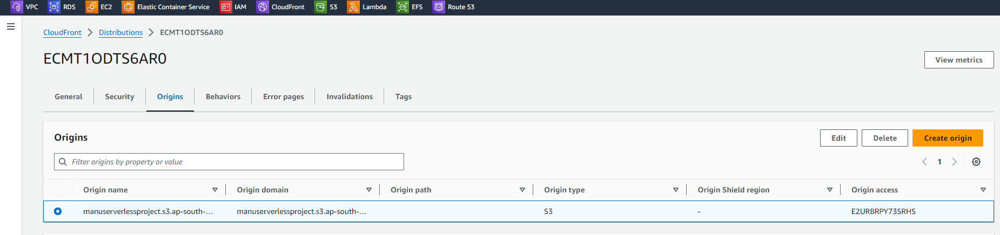 VPC RDS EC2 Elastic Container Service IAM CloudFront S3 Lambda EFS Route 53
CloudFront Distributions ECMT1ODTS6AR0
ECMT1ODTS6AR0
View metrics
General Security Origins Behaviors Error pages Invalidations Tags
Origins
Edit Delete Create origin
Filter origins by property or value
1
Origin name Origin domain Origin path Origin type Origin Shield region Origin access
manuserverlessproject.s3.ap-south-... manuserverlessproject.s3.ap-south-... S3 - E2URBRPY73SRHS